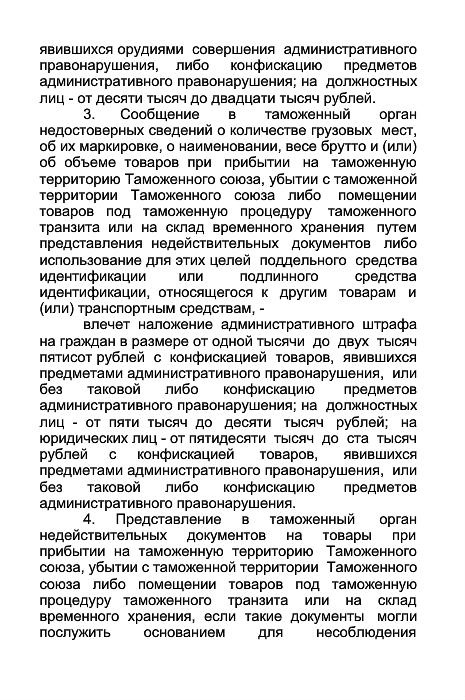 явившихся орудиями совершения административного
правонарушения, либо конфискацию предметов
административного правонарушения; на должностных
лиц - от десяти тысяч до двадцати тысяч рублей.
3. Сообщение в таможенный орган
недостоверных сведений о количестве грузовых мест,
об их маркировке, о наименовании, весе брутто и (или)
об объеме товаров при прибытии на таможенную
территорию Таможенного союза, убытии с таможенной
территории Таможенного союза либо помещении
товаров под таможенную процедуру таможенного
транзита или на склад временного хранения путем
представления недействительных документов либо
использование для этих целей поддельного средства
идентификации или подлинного средства
идентификации, относящегося к другим товарам и
(или) транспортным средствам, -
влечет наложение административного штрафа
на граждан в размере от одной тысячи до двух тысяч
пятисот рублей с конфискацией товаров, явившихся
предметами административного правонарушения, или
без таковой либо конфискацию предметов
административного правонарушения; на должностных
лиц - от пяти тысяч до десяти тысяч рублей; на
юридических лиц - от пятидесяти тысяч до ста тысяч
рублей с конфискацией товаров, явившихся
предметами административного правонарушения, или
без таковой либо конфискацию предметов
административного правонарушения.
4. Представление в таможенный орган
недействительных документов на товары при
прибытии на таможенную территорию Таможенного
союза, убытии с таможенной территории Таможенного
союза либо помещении товаров под таможенную
процедуру таможенного транзита или на склад
временного хранения, если такие документы могли
послужить основанием для несоблюдения